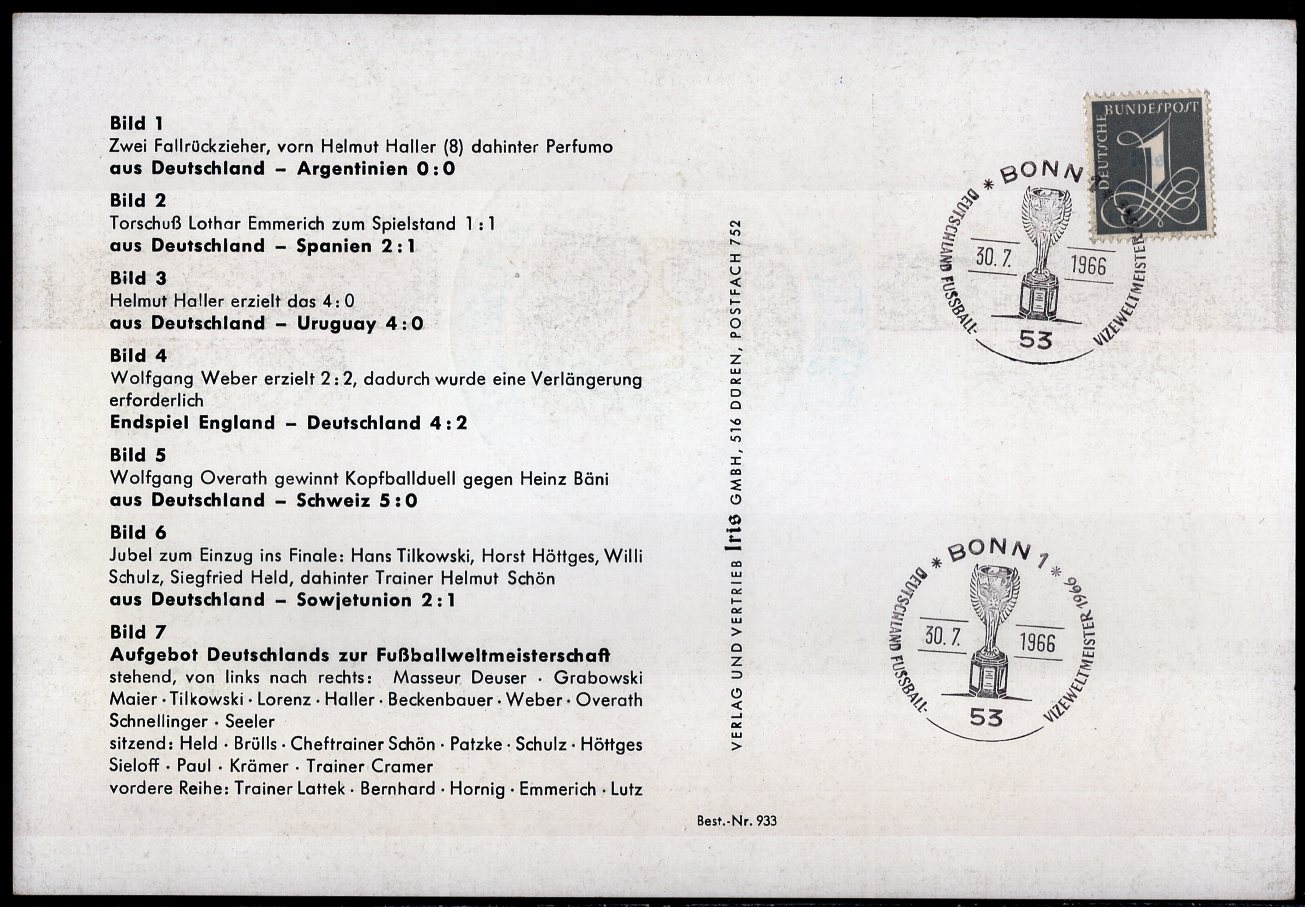 Bild 1
Zwei Fallrückzieher, vorn Helmut Haller (8) dahinter Perfumo
aus Deutschland – Argentinien 0:0
Bild 2
Torschuß Lothar Emmerich zum Spielstand 1:1
aus Deutschland – Spanien 2:1
Bild 3
Helmut Haller erzielt das 4:0
aus Deutschland – Uruguay 4:0
Bild 4
Wolfgang Weber erzielt 2:2, dadurch wurde eine Verlängerung
erforderlich
Endspiel England – Deutschland 4:2
Bild 5
Wolfgang Overath gewinnt Kopfballduell gegen Heinz Bäni
aus Deutschland – Schweiz 5:0
Bild 6
Jubel zum Einzug ins Finale: Hans Tilkowski, Horst Höttges, Willi
Schulz, Siegfried Held, dahinter Trainer Helmut Schön
aus Deutschland – Sowjetunion 2:1
Bild 7
Aufgebot Deutschlands zur Fußballweltmeisterschaft
stehend, von links nach rechts: Masseur Deuser · Grabowski
Maier · Tilkowski · Lorenz · Haller · Beckenbauer · Weber · Overath
Schnellinger · Seeler
sitzend: Held · Brülls · Cheftrainer Schön · Patzke · Schulz · Höttges
Sieloff · Paul · Krämer · Trainer Cramer
vordere Reihe: Trainer Lattek · Bernhard · Hornig · Emmerich · Lutz
VERLAG UND VERTRIEB Iris GMBH, 516 DÜREN, POSTFACH 752
Best.-Nr. 933
DEUTSCHE BUNDESPOST
1
* BONN
DEUTSCHLAND FUSSBALL-
VIZEWELTMEISTER
30. 7. 1966
53
* BONN 1 *
DEUTSCHLAND FUSSBALL-
VIZEWELTMEISTER 1966
30. 7. 1966
53